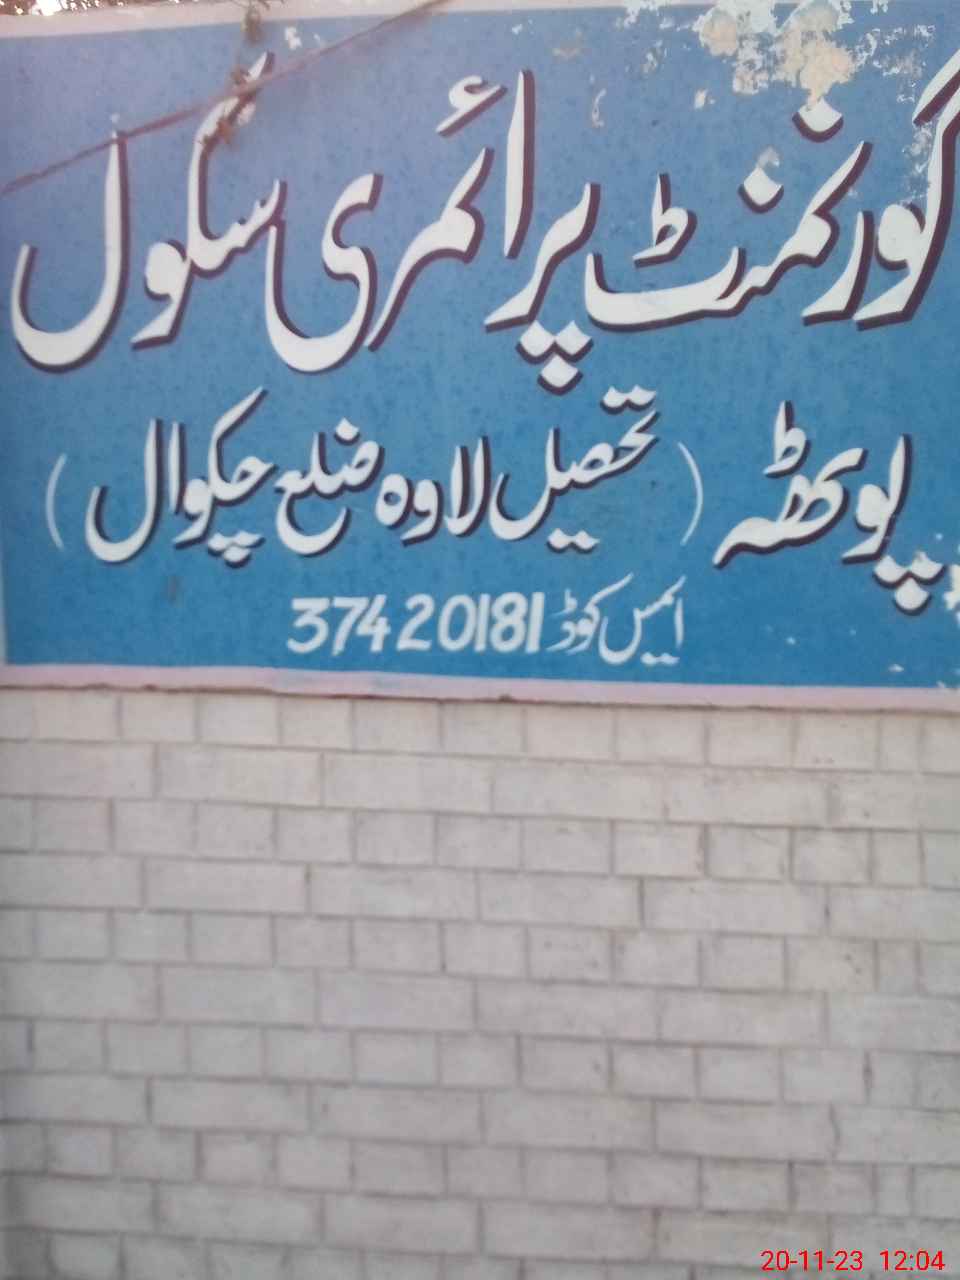 گورنمنٹ پرائمری سکول
پوٹھہ (تحصیل لاوہ ضلع چکوال)
ایمس کوڈ 37420181
20-11-23 12:04